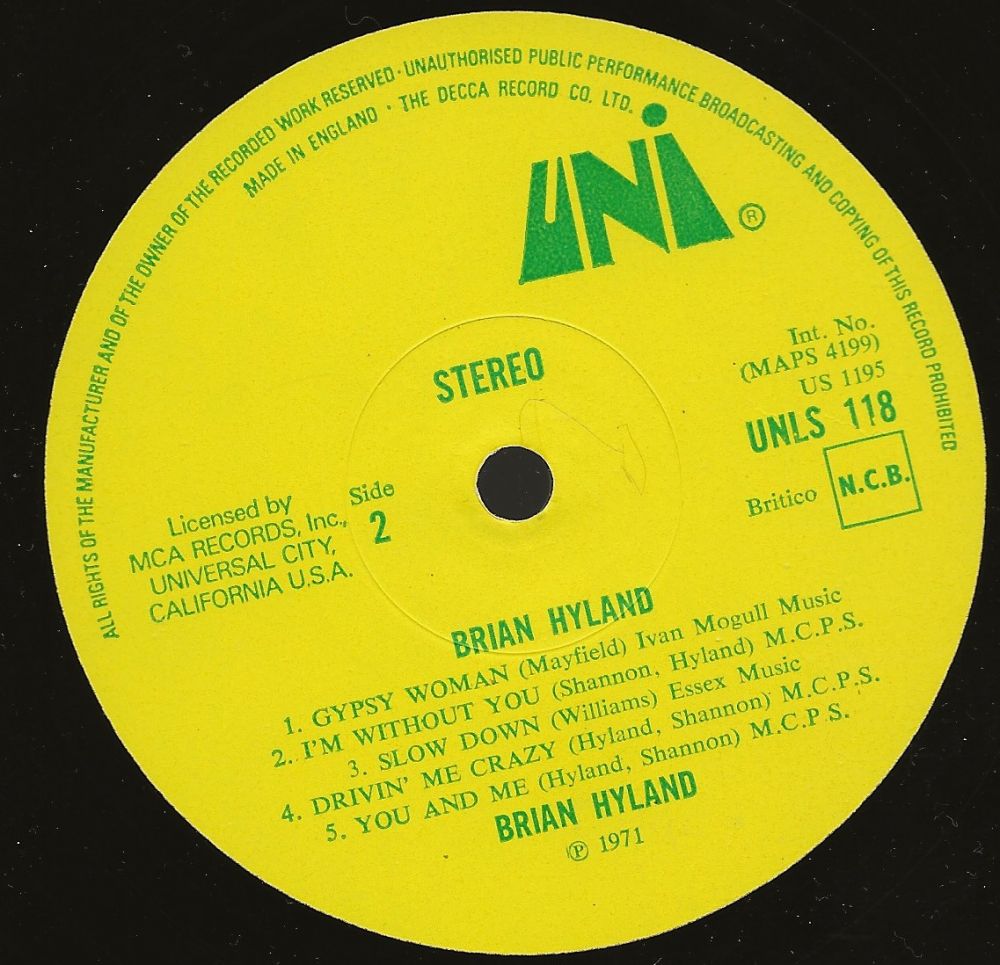 ALL RIGHTS OF THE MANUFACTURER AND OF THE OWNER OF THE RECORDED WORK RESERVED · UNAUTHORISED PUBLIC PERFORMANCE BROADCASTING AND COPYING OF THIS RECORD PROHIBITED
MADE IN ENGLAND · THE DECCA RECORD CO. LTD.
UNI ®
STEREO
Int. No.
(MAPS 4199)
US 1195
UNLS 118
Britico N.C.B.
Licensed by
MCA RECORDS, Inc.,
UNIVERSAL CITY,
CALIFORNIA U.S.A.
Side
2
BRIAN HYLAND
1. GYPSY WOMAN (Mayfield) Ivan Mogull Music
2. I'M WITHOUT YOU (Shannon, Hyland) M.C.P.S.
3. SLOW DOWN (Williams) Essex Music
4. DRIVIN' ME CRAZY (Hyland, Shannon) M.C.P.S.
5. YOU AND ME (Hyland, Shannon) M.C.P.S.
BRIAN HYLAND
℗ 1971